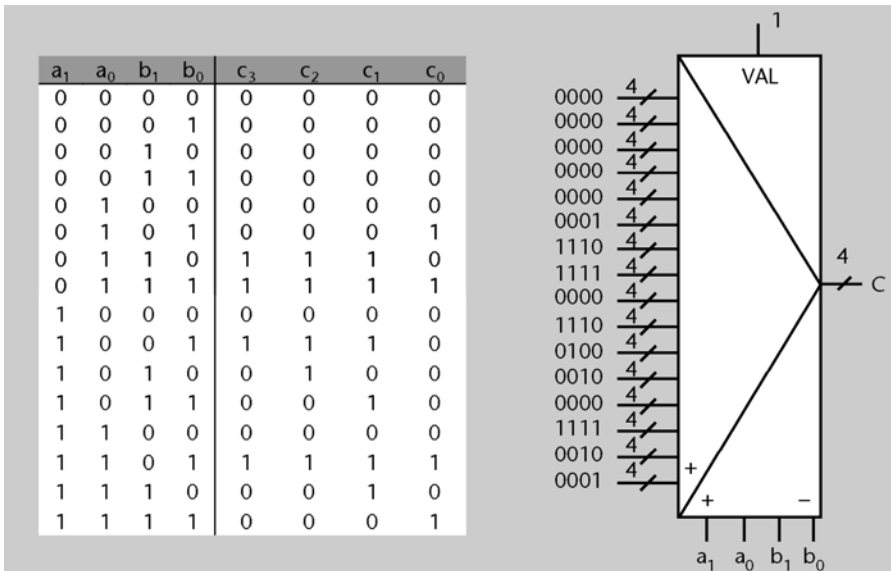 a1 a0 b1 b0 c3 c2 c1 c0
0 0 0 0 0 0 0 0
0 0 0 1 0 0 0 0
0 0 1 0 0 0 0 0
0 0 1 1 0 0 0 0
0 1 0 0 0 0 0 0
0 1 0 1 0 0 0 1
0 1 1 0 1 1 1 0
0 1 1 1 1 1 1 1
1 0 0 0 0 0 0 0
1 0 0 1 1 1 1 0
1 0 1 0 0 1 0 0
1 0 1 1 0 0 1 0
1 1 0 0 0 0 0 0
1 1 0 1 1 1 1 1
1 1 1 0 0 0 1 0
1 1 1 1 0 0 0 1
1
VAL
0000 4
0000 4
0000 4
0000 4
0000 4
0001 4
1110 4
1111 4
0000 4
1110 4
0100 4
0010 4
0000 4
1111 4
0010 4
0001 4
4
C
+
+ −
a1 a0 b1 b0